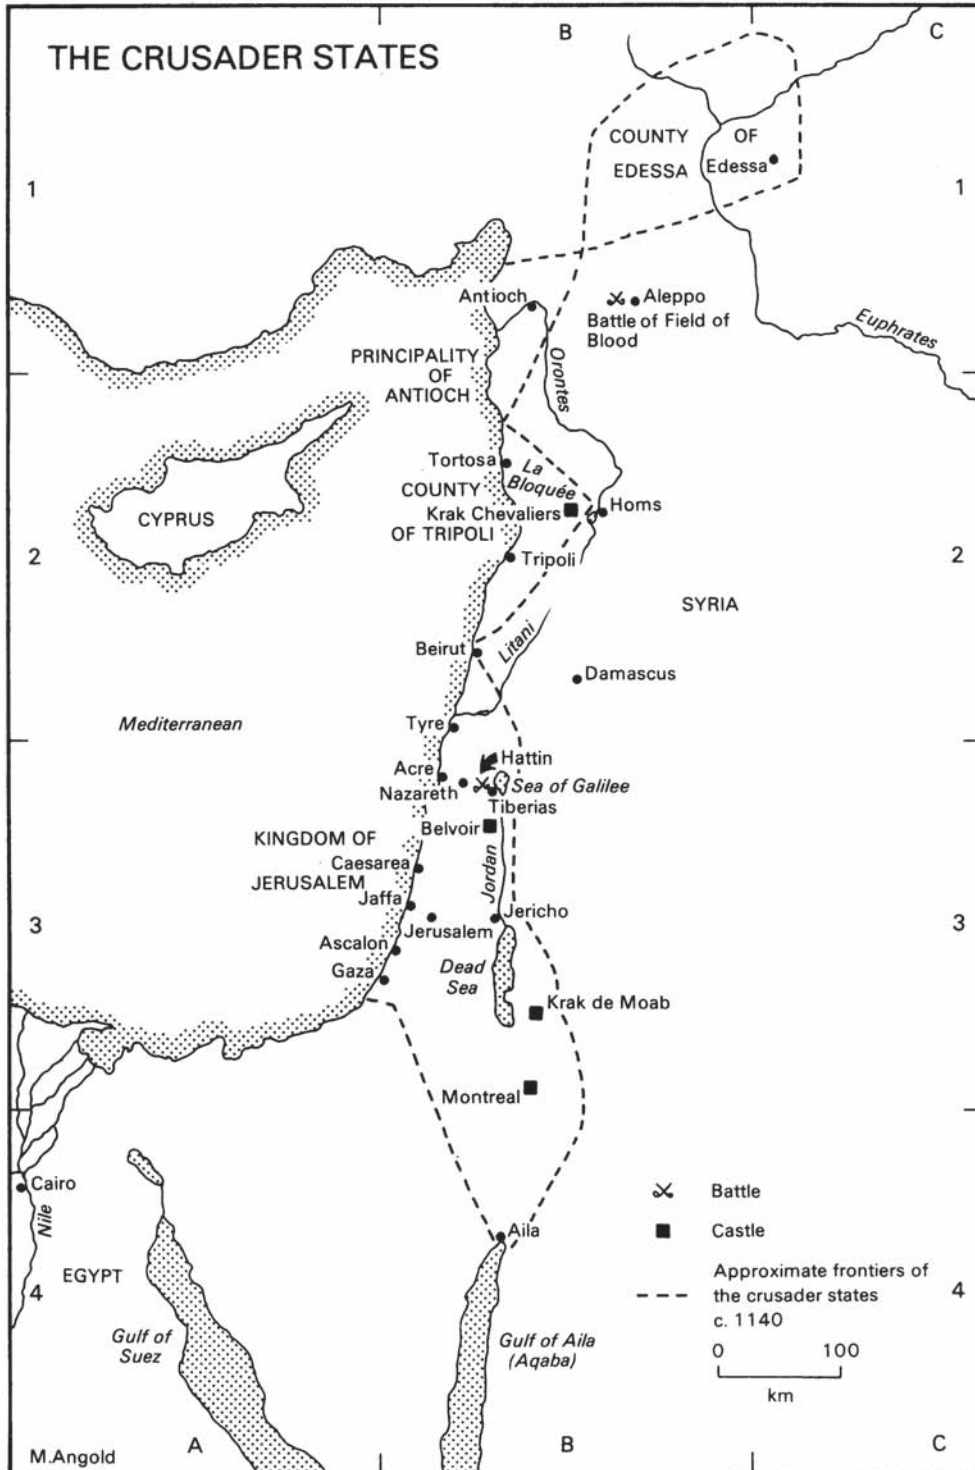 THE CRUSADER STATES
B
C
COUNTY OF
EDESSA
Edessa
1
1
Antioch
Aleppo
Battle of Field of
Blood
Euphrates
Orontes
PRINCIPALITY
OF
ANTIOCH
Tortosa
La
Bloquée
COUNTY
OF TRIPOLI
Krak Chevaliers
Homs
CYPRUS
2
2
Tripoli
SYRIA
Beirut
Litani
Damascus
Mediterranean
Tyre
Hattin
Acre
Sea of Galilee
Nazareth
Tiberias
Belvoir
KINGDOM OF
JERUSALEM
Caesarea
Jordan
Jaffa
Jericho
3
3
Jerusalem
Ascalon
Dead
Sea
Gaza
Krak de Moab
Montreal
Cairo
Nile
Aila
EGYPT
4
4
Gulf of
Suez
Gulf of Aila
(Aqaba)
Battle
Castle
Approximate frontiers of
the crusader states
c. 1140
0 100
km
M.Angold
A
B
C